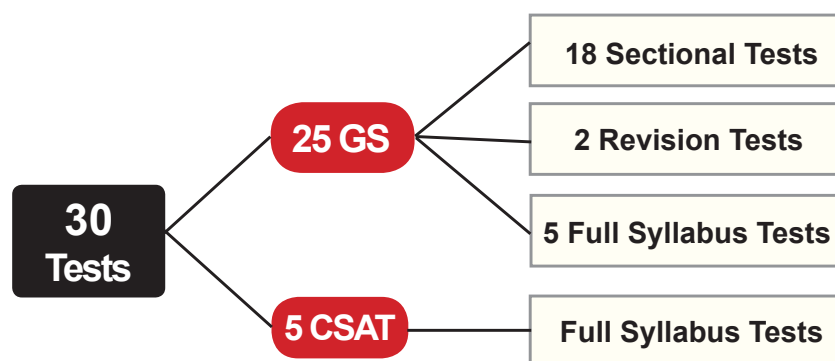 30
Tests
25 GS
18 Sectional Tests
2 Revision Tests
5 Full Syllabus Tests
5 CSAT
Full Syllabus Tests